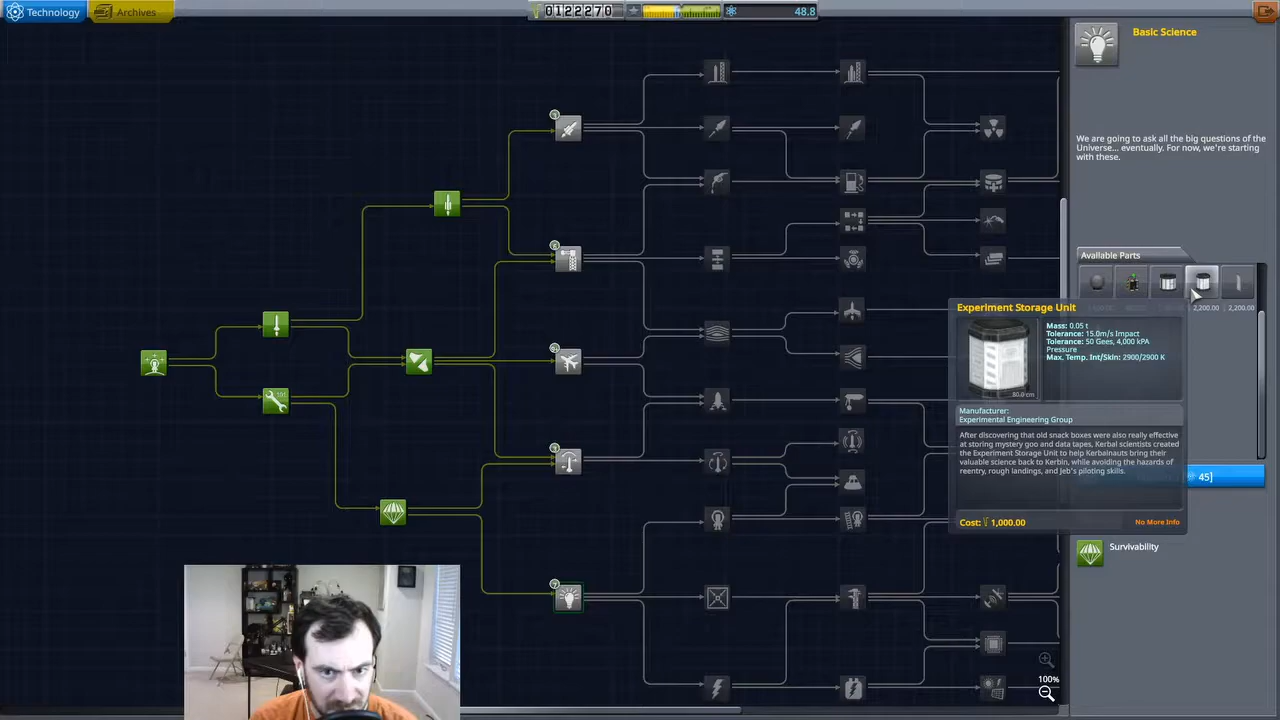 Technology
Archives
0122270
48.8
Basic Science
We are going to ask all the big questions of the
Universe... eventually. For now, we're starting
with these.
Available Parts
2,200.00
2,200.00
Experiment Storage Unit
Mass: 0.05 t
Tolerance: 15.0m/s Impact
Tolerance: 50 Gees, 4,000 kPA
Pressure
Max. Temp. Int/Skin: 2900/2900 K
80.0 cm
Manufacturer:
Experimental Engineering Group
After discovering that old snack boxes were also really effective
at storing mystery goo and data tapes, Kerbal scientists created
the Experiment Storage Unit to help Kerbalnauts bring their
valuable science back to Kerbin, while avoiding the hazards of
reentry, rough landings, and Jeb's piloting skills.
45]
Cost: 1,000.00
No More Info
Survivability
100%